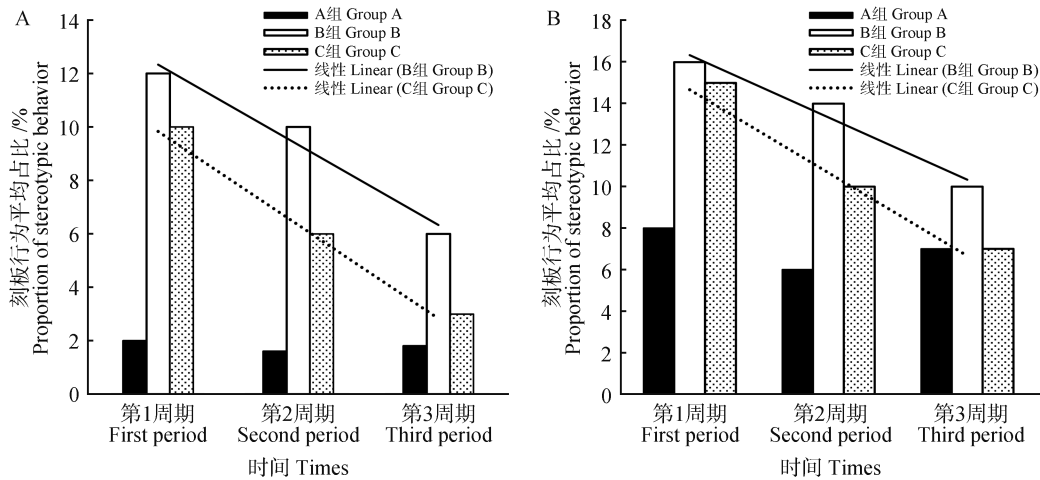 A
刻板行为平均占比 /%
Proportion of stereotypic behavior
14
12
10
8
6
4
2
0
A组 Group A
B组 Group B
C组 Group C
线性 Linear (B组 Group B)
线性 Linear (C组 Group C)
第1周期
First period
第2周期
Second period
第3周期
Third period
时间 Times
B
刻板行为平均占比 /%
Proportion of stereotypic behavior
18
16
14
12
10
8
6
4
2
0
A组 Group A
B组 Group B
C组 Group C
线性 Linear (B组 Group B)
线性 Linear (C组 Group C)
第1周期
First period
第2周期
Second period
第3周期
Third period
时间 Times